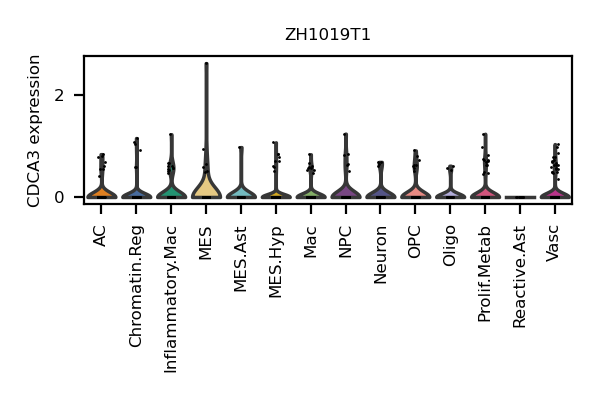 ZH1019T1
CDCA3 expression
2
0
AC
Chromatin.Reg
Inflammatory.Mac
MES
MES.Ast
MES.Hyp
Mac
NPC
Neuron
OPC
Oligo
Prolif.Metab
Reactive.Ast
Vasc